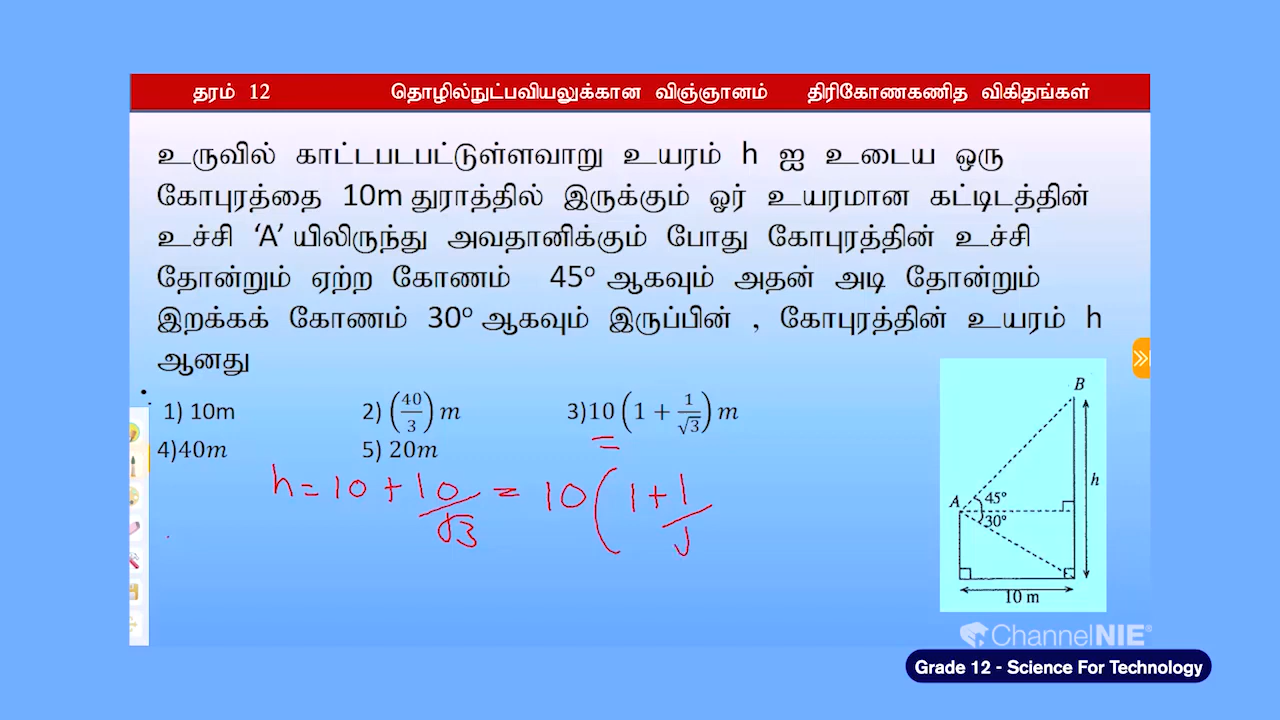 தரம் 12 தொழில்நுட்பவியலுக்கான விஞ்ஞானம் திரிகோணகணித விகிதங்கள்
உருவில் காட்டபடபட்டுள்ளவாறு உயரம் h ஐ உடைய ஒரு
கோபுரத்தை 10m துராத்தில் இருக்கும் ஓர் உயரமான கட்டிடத்தின்
உச்சி ‘A’ யிலிருந்து அவதானிக்கும் போது கோபுரத்தின் உச்சி
தோன்றும் ஏற்ற கோணம் 45º ஆகவும் அதன் அடி தோன்றும்
இறக்கக் கோணம் 30º ஆகவும் இருப்பின் , கோபுரத்தின் உயரம் h
ஆனது
1) 10m 2) (40/3) m 3)10 (1 + 1/√3) m
4)40m 5) 20m
h = 10 + 10/√3 = 10 ( 1 + 1/√
B
h
A 45°
30°
10 m
ChannelNIE®
Grade 12 - Science For Technology